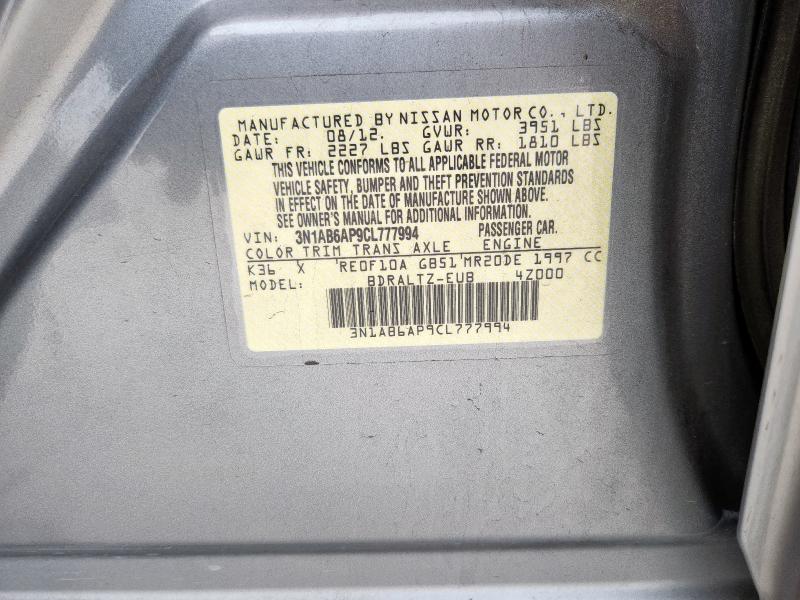 MANUFACTURED BY NISSAN MOTOR CO., LTD.
DATE: 08/12. GVWR: 3951 LBS
GAWR FR: 2227 LBS GAWR RR: 1810 LBS
THIS VEHICLE CONFORMS TO ALL APPLICABLE FEDERAL MOTOR
VEHICLE SAFETY, BUMPER AND THEFT PREVENTION STANDARDS
IN EFFECT ON THE DATE OF MANUFACTURE SHOWN ABOVE.
SEE OWNER'S MANUAL FOR ADDITIONAL INFORMATION.
VIN: 3N1AB6AP9CL777994 PASSENGER CAR.
COLOR TRIM TRANS AXLE ENGINE
K36 X RE0F10A GB51 MR20DE 1997 CC
MODEL: BDRALTZ-EUB 4Z000
3N1AB6AP9CL777994